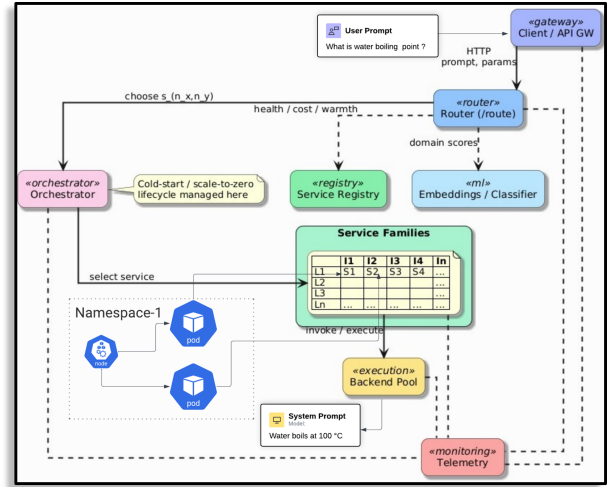 «gateway»
Client / API GW
User Prompt
What is water boiling point ?
HTTP
prompt, params
choose s_(n_x,n_y)
health / cost / warmth
«router»
Router (/route)
domain scores
«orchestrator»
Orchestrator
Cold-start / scale-to-zero
lifecycle managed here
«registry»
Service Registry
«ml»
Embeddings / Classifier
Service Families
I1 I2 I3 I4 In
L1 S1 S2 S3 S4 ...
L2 ...
L3 ...
Ln ... ... ... ... ...
select service
Namespace-1
pod
node
pod
invoke / execute
«execution»
Backend Pool
System Prompt
Model:
Water boils at 100 °C
«monitoring»
Telemetry